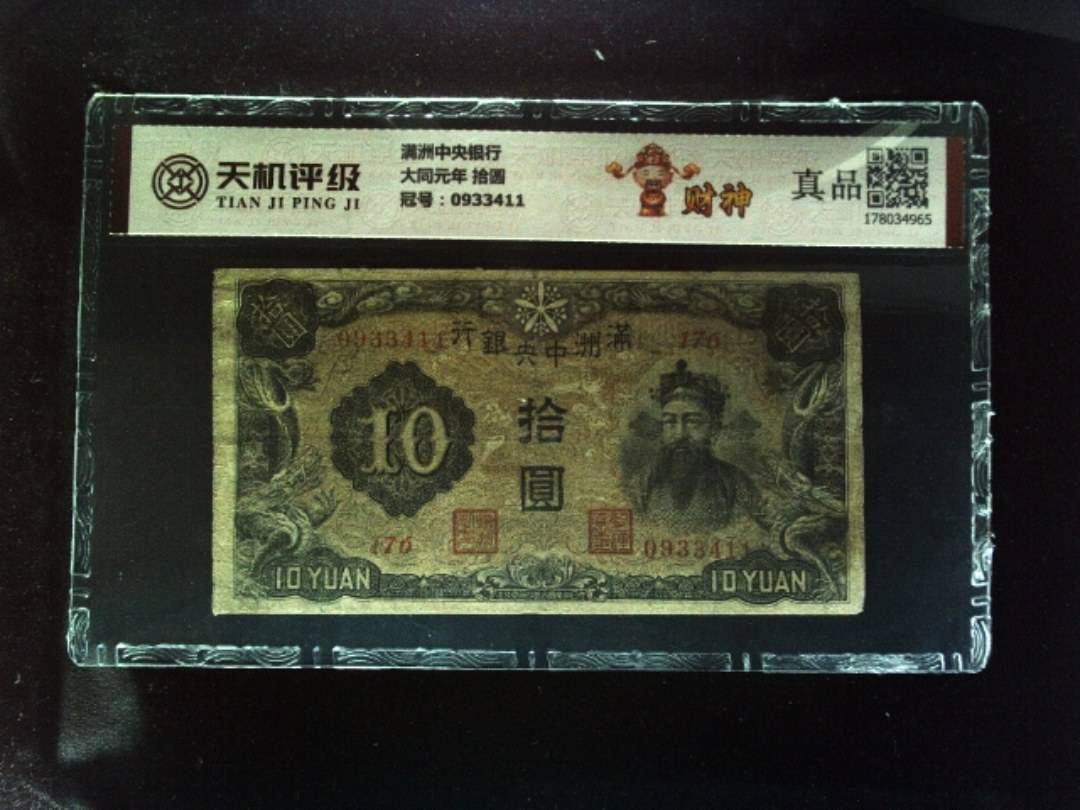 天机评级
TIAN JI PING JI
满洲中央银行
大同元年 拾圆
冠号：0933411
财神
真品
178034965
拾圆
0933411
行銀央中洲滿
176
10
拾
圓
176
0933411
10 YUAN
10 YUAN